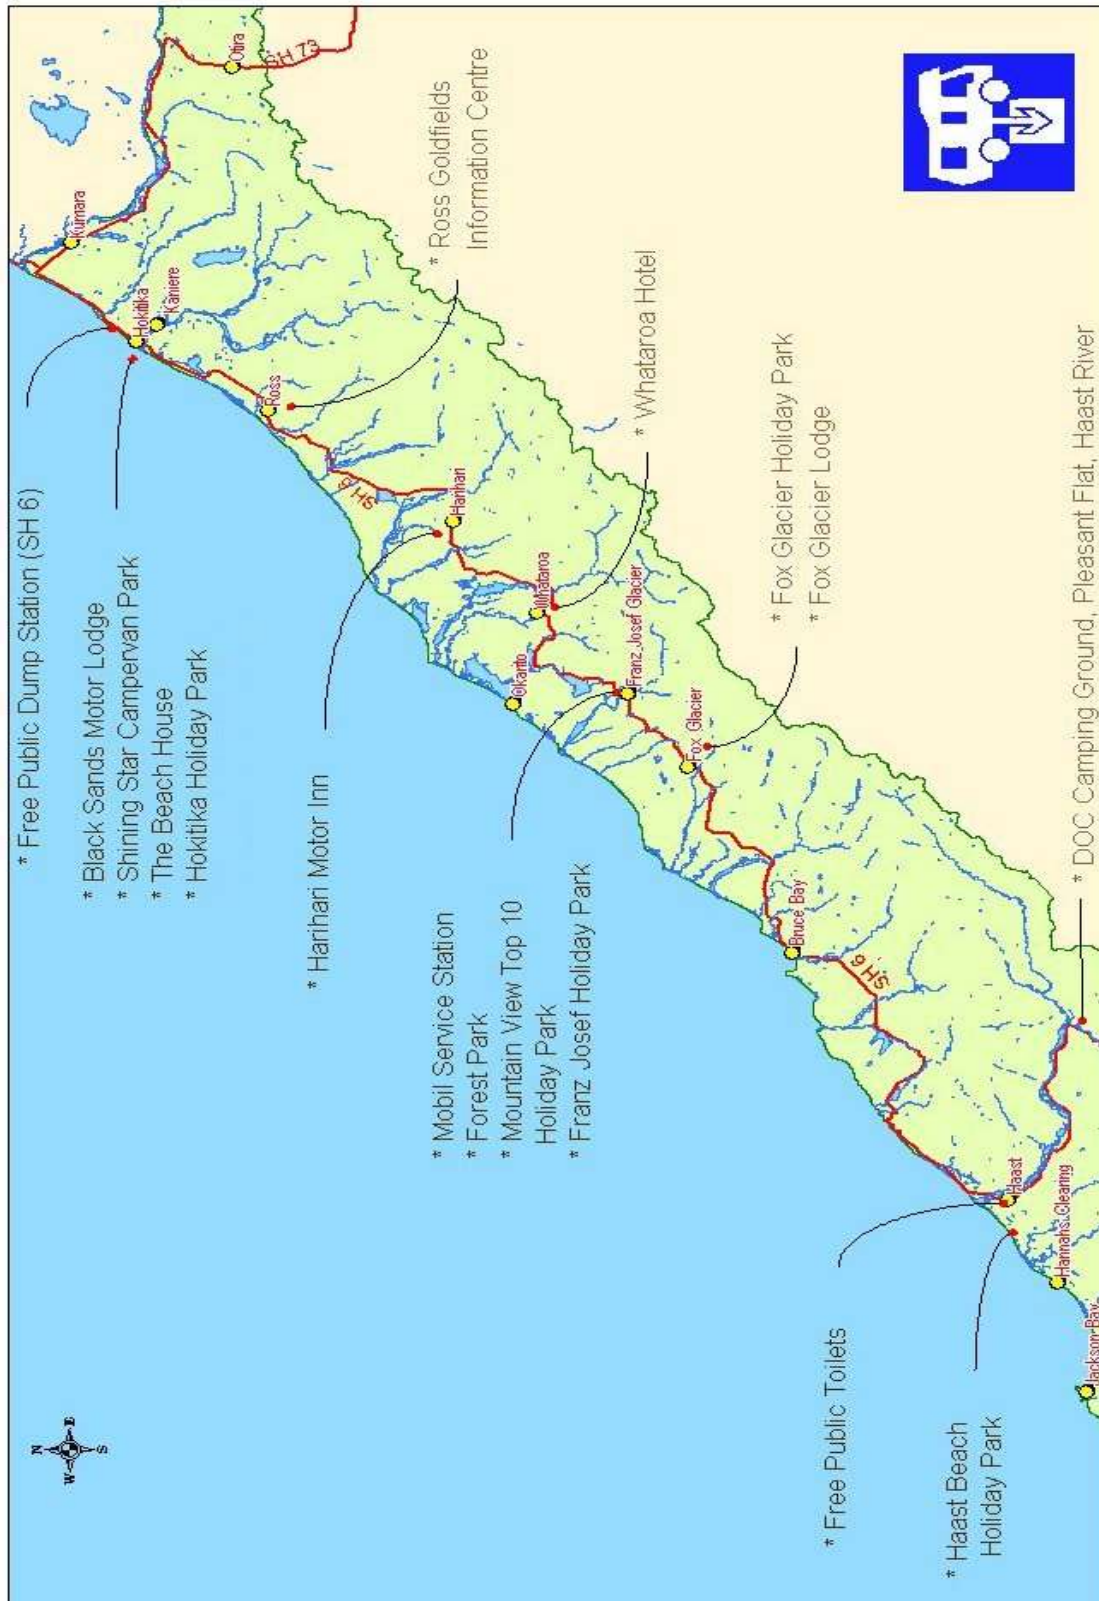 * Free Public Dump Station (SH 6)
* Black Sands Motor Lodge
* Shining Star Campervan Park
* The Beach House
* Hokitika Holiday Park
* Harihari Motor Inn
* Mobil Service Station
* Forest Park
* Mountain View Top 10
Holiday Park
* Franz Josef Holiday Park
* Free Public Toilets
* Haast Beach
Holiday Park
* Ross Goldfields
Information Centre
* Whataroa Hotel
* Fox Glacier Holiday Park
* Fox Glacier Lodge
* DOC Camping Ground, Pleasant Flat, Haast River
Otira
SH 73
Kumara
Hokitika
Kaniere
Ross
SH 6
Harihari
Whataroa
Okarito
Franz Josef Glacier
Fox Glacier
Bruce Bay
SH 6
Haast
Hannahs Clearing
Jackson Bay
N
W
E
S